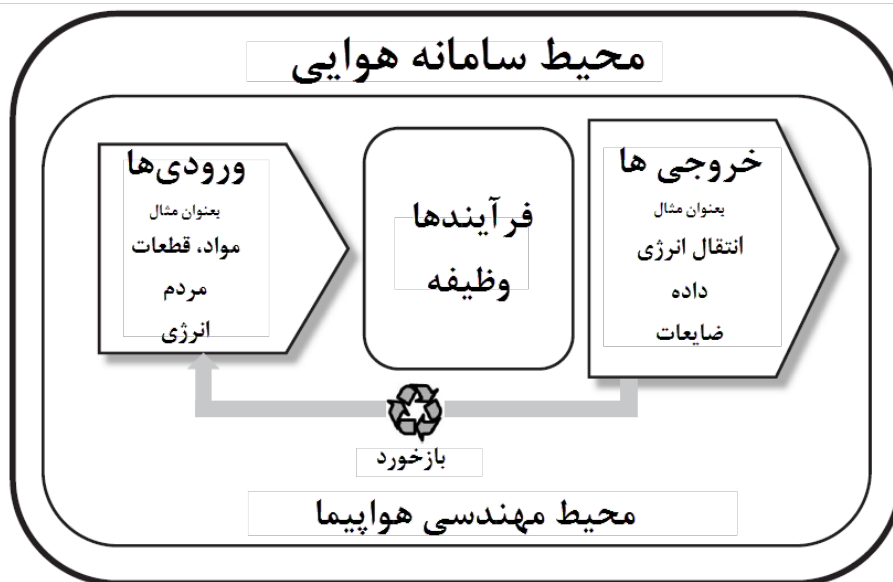 محیط سامانه هوایی
ورودی‌ها
بعنوان مثال
مواد، قطعات
مردم
انرژی
فرآیندها
وظیفه
خروجی ها
بعنوان مثال
انتقال انرژی
داده
ضایعات
بازخورد
محیط مهندسی هواپیما